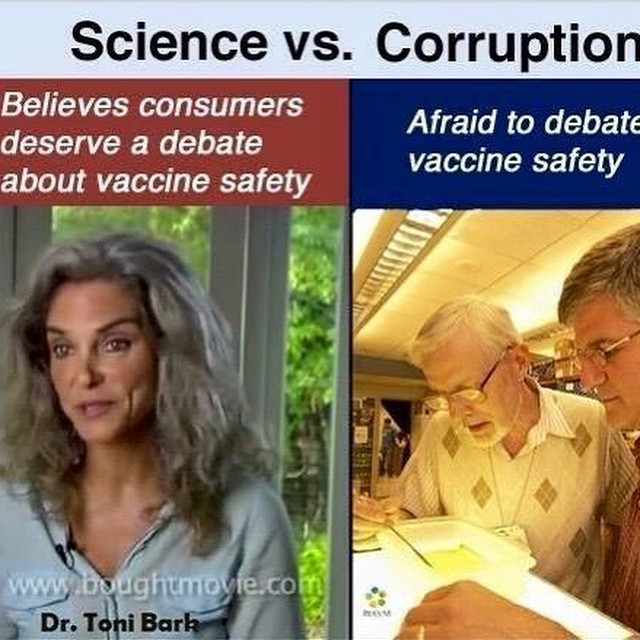 Science vs. Corruption
Believes consumers
deserve a debate
about vaccine safety
Afraid to debate
vaccine safety
www.boughtmovie.com
Dr. Toni Bark